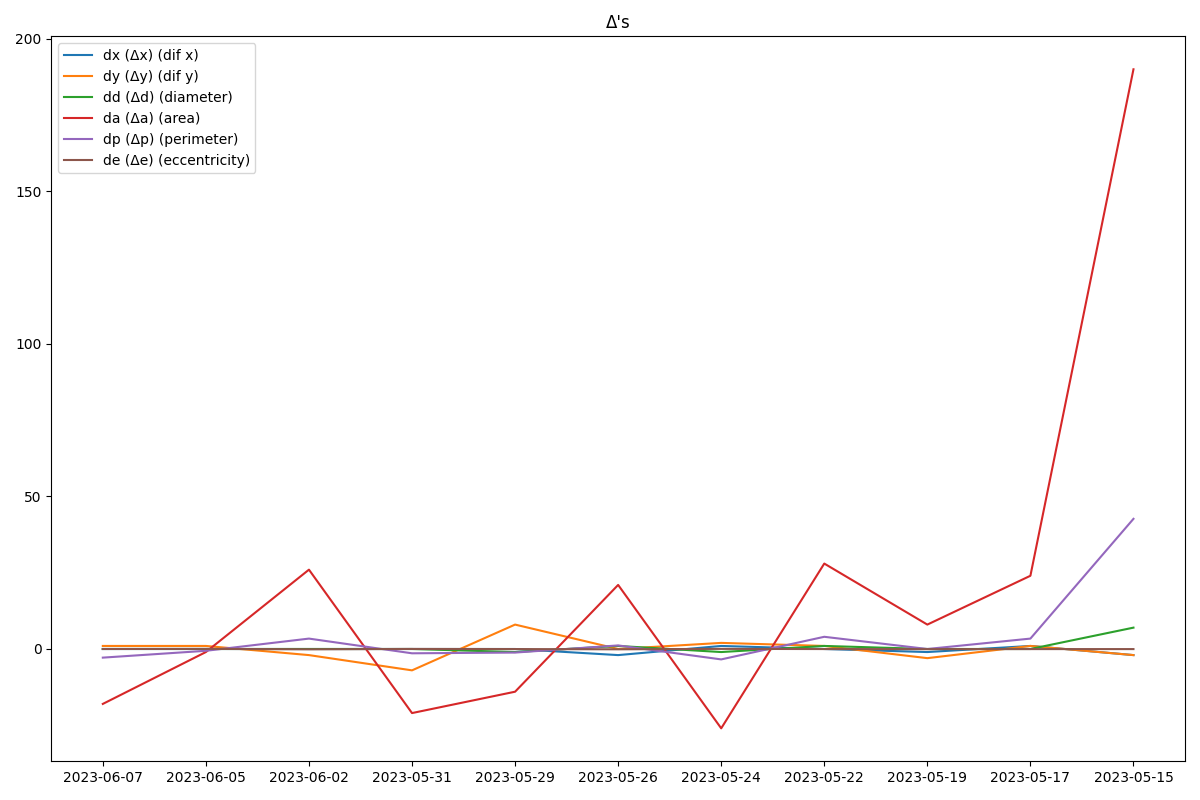 Δ's
200
150
100
50
0
dx (Δx) (dif x)
dy (Δy) (dif y)
dd (Δd) (diameter)
da (Δa) (area)
dp (Δp) (perimeter)
de (Δe) (eccentricity)
2023-06-07 2023-06-05 2023-06-02 2023-05-31 2023-05-29 2023-05-26 2023-05-24 2023-05-22 2023-05-19 2023-05-17 2023-05-15